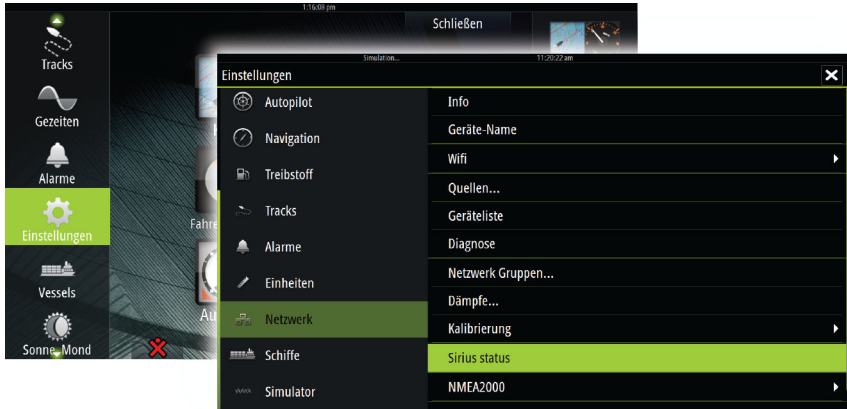 1:16:08 pm
Schließen
Tracks
Gezeiten
Alarme
Einstellungen
Vessels
Sonne, Mond
Fahre
Au
Simulation...
11:20:22 am
Einstellungen
Autopilot
Navigation
Treibstoff
Tracks
Alarme
Einheiten
Netzwerk
Schiffe
Simulator
Info
Geräte-Name
Wifi
Quellen...
Geräteliste
Diagnose
Netzwerk Gruppen...
Dämpfe...
Kalibrierung
Sirius status
NMEA2000